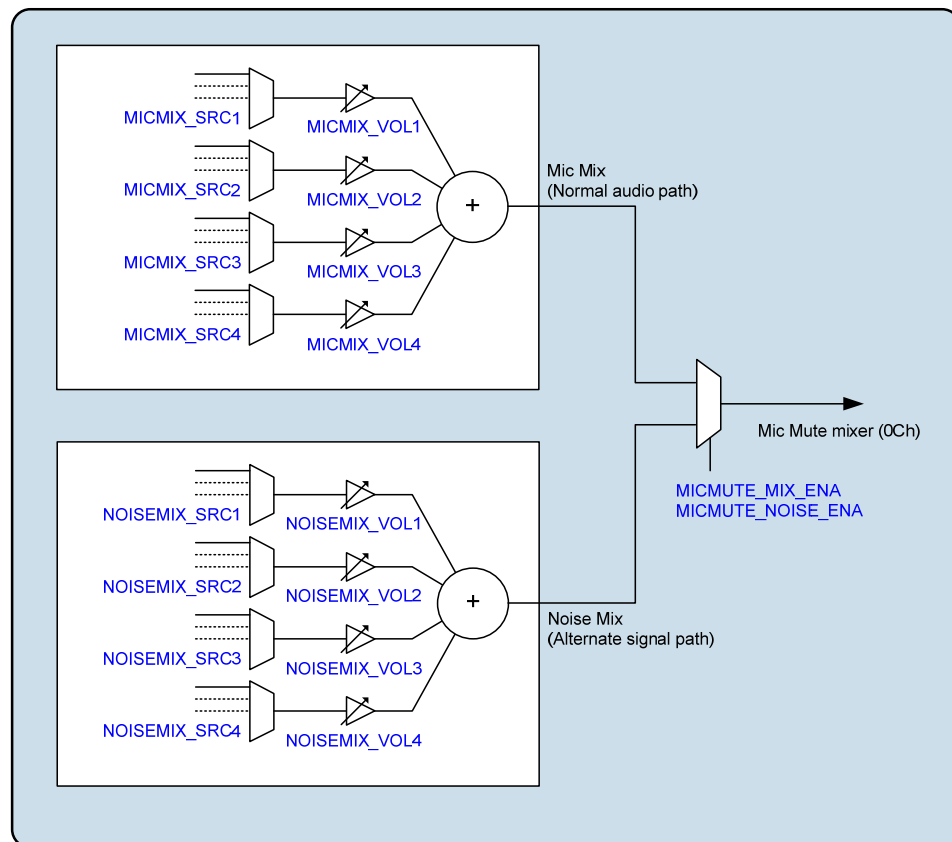 MICMIX_SRC1
MICMIX_VOL1
MICMIX_SRC2
MICMIX_VOL2
MICMIX_SRC3
MICMIX_VOL3
MICMIX_SRC4
MICMIX_VOL4
+
Mic Mix
(Normal audio path)
Mic Mute mixer (0Ch)
MICMUTE_MIX_ENA
MICMUTE_NOISE_ENA
NOISEMIX_SRC1
NOISEMIX_VOL1
NOISEMIX_SRC2
NOISEMIX_VOL2
NOISEMIX_SRC3
NOISEMIX_VOL3
NOISEMIX_SRC4
NOISEMIX_VOL4
+
Noise Mix
(Alternate signal path)